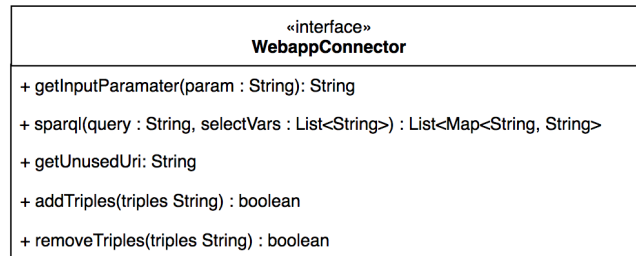 «interface»
WebappConnector
+ getInputParamater(param : String): String
+ sparql(query : String, selectVars : List<String>) : List<Map<String, String>
+ getUnusedUri: String
+ addTriples(triples String) : boolean
+ removeTriples(triples String) : boolean